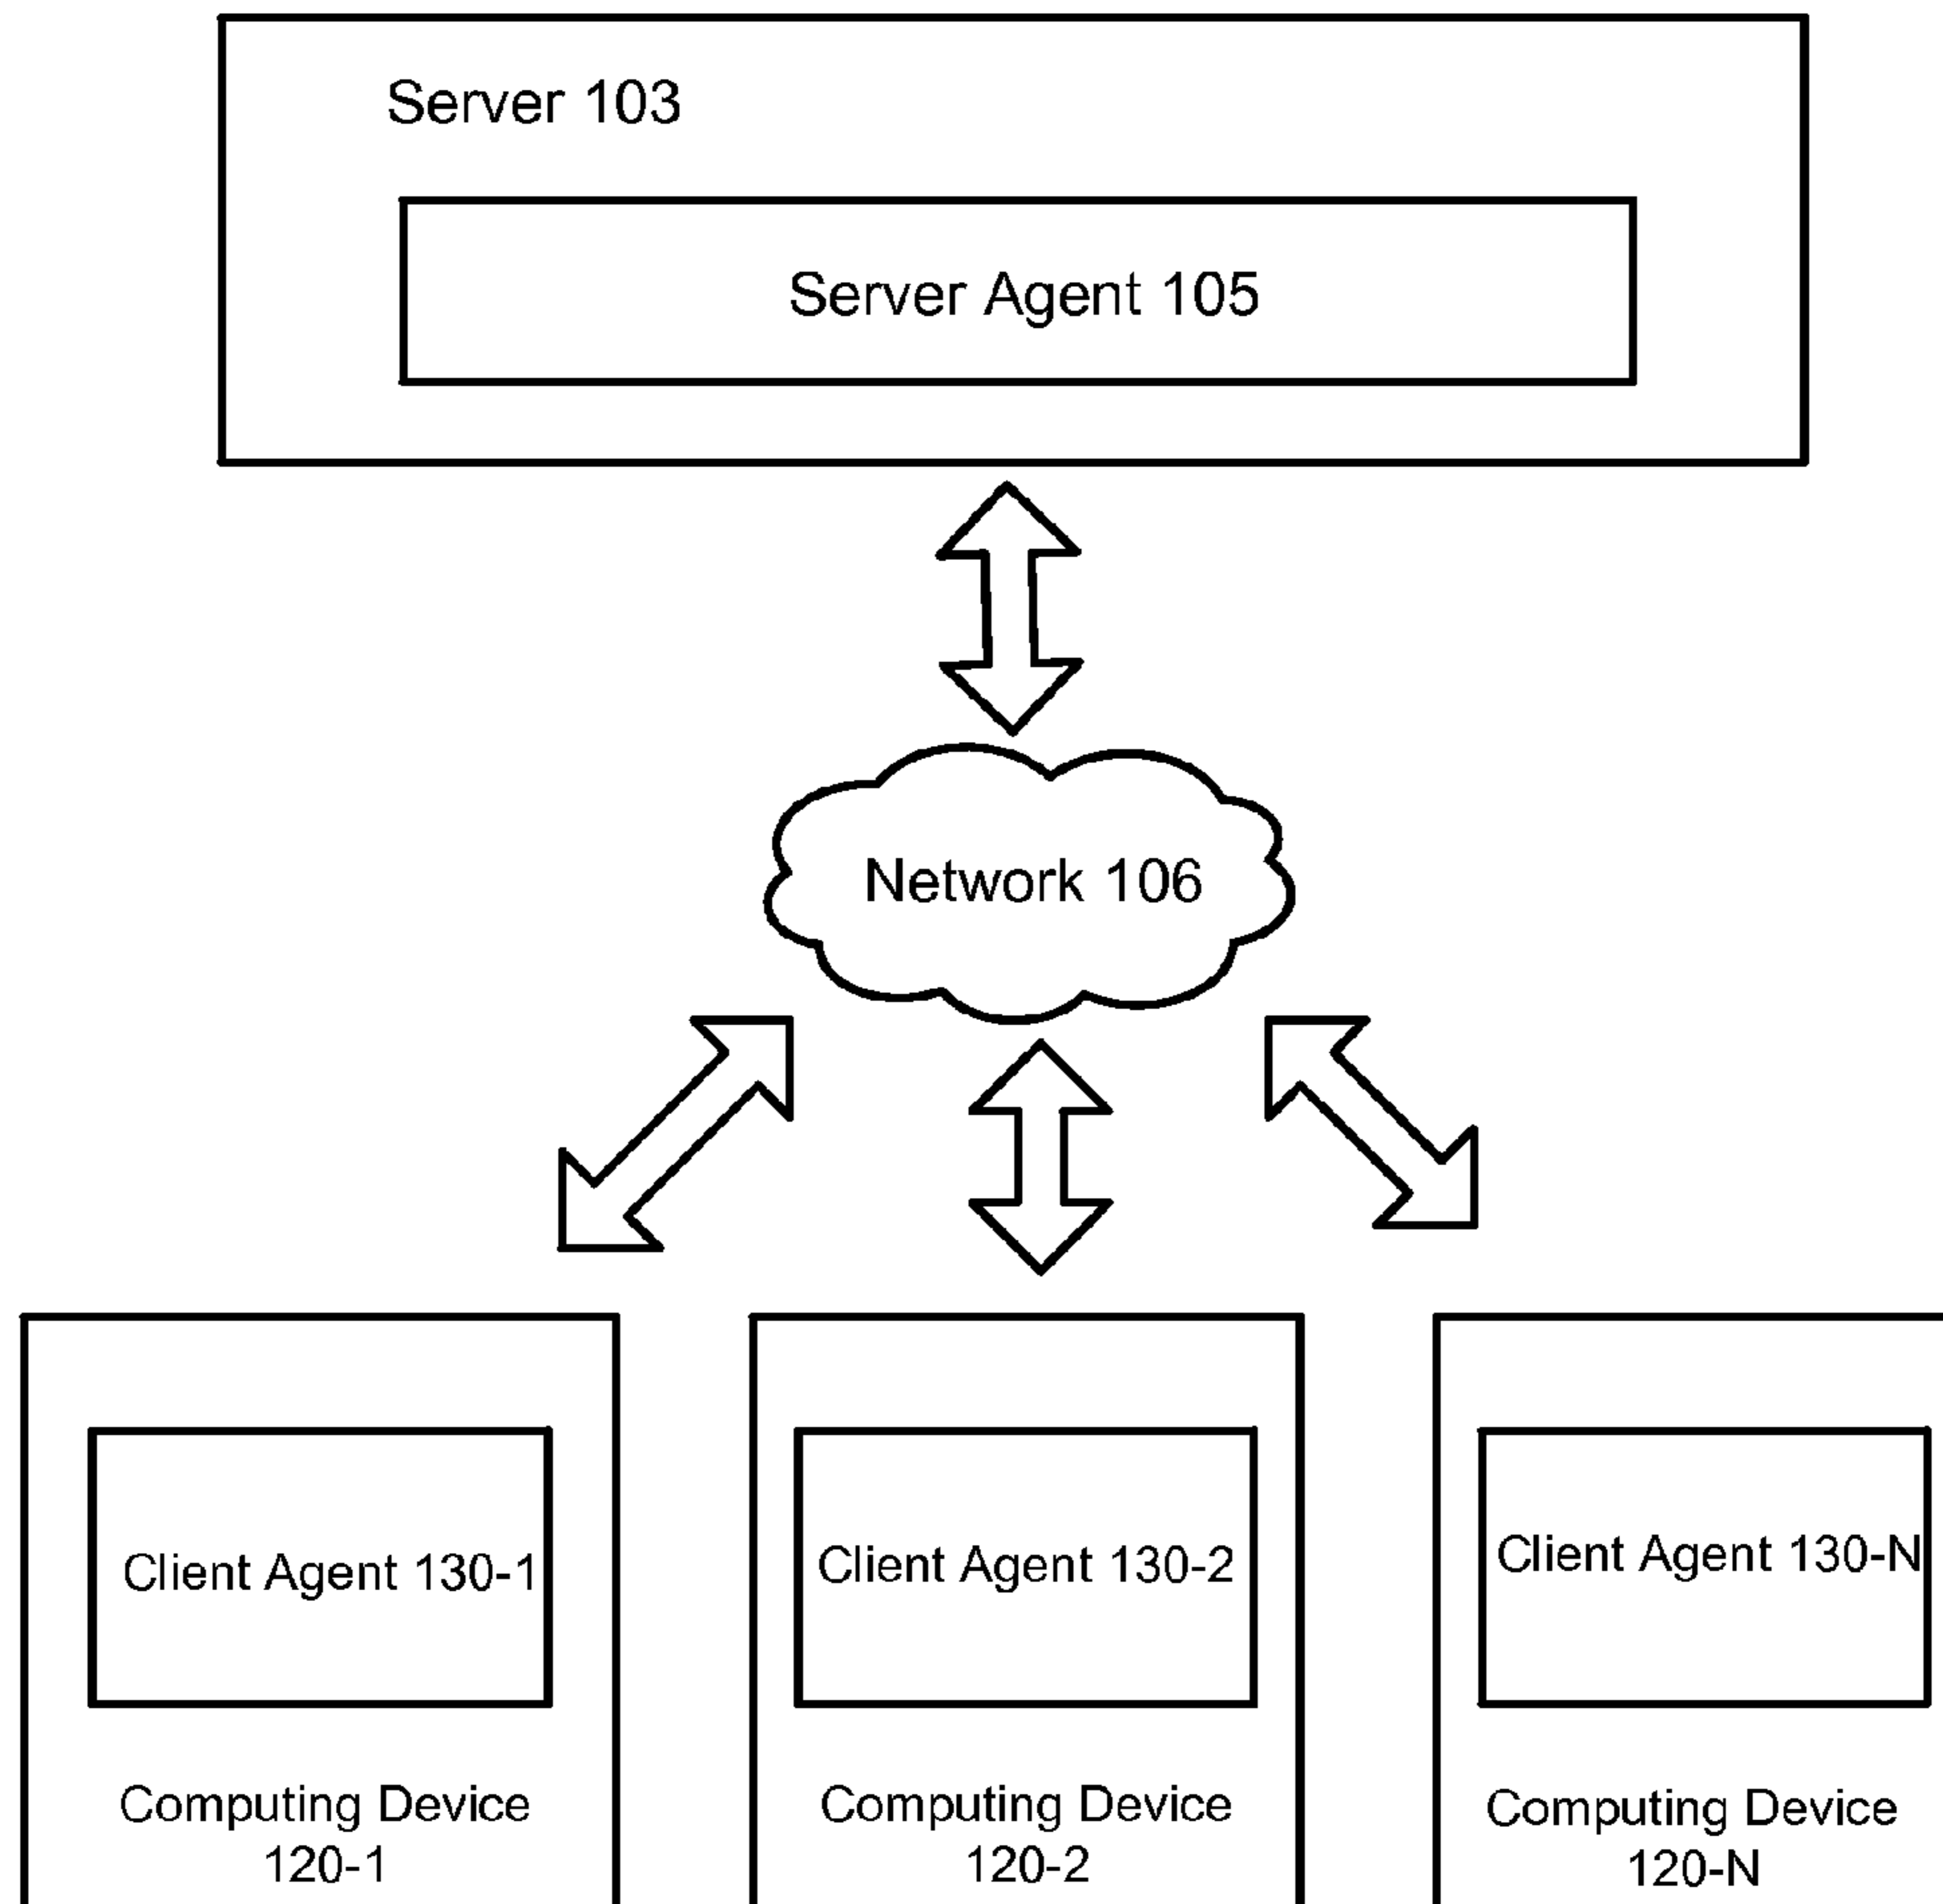 Server 103
Server Agent 105
Network 106
Client Agent 130-1
Client Agent 130-2
Client Agent 130-N
Computing Device
120-1
Computing Device
120-2
Computing Device
120-N